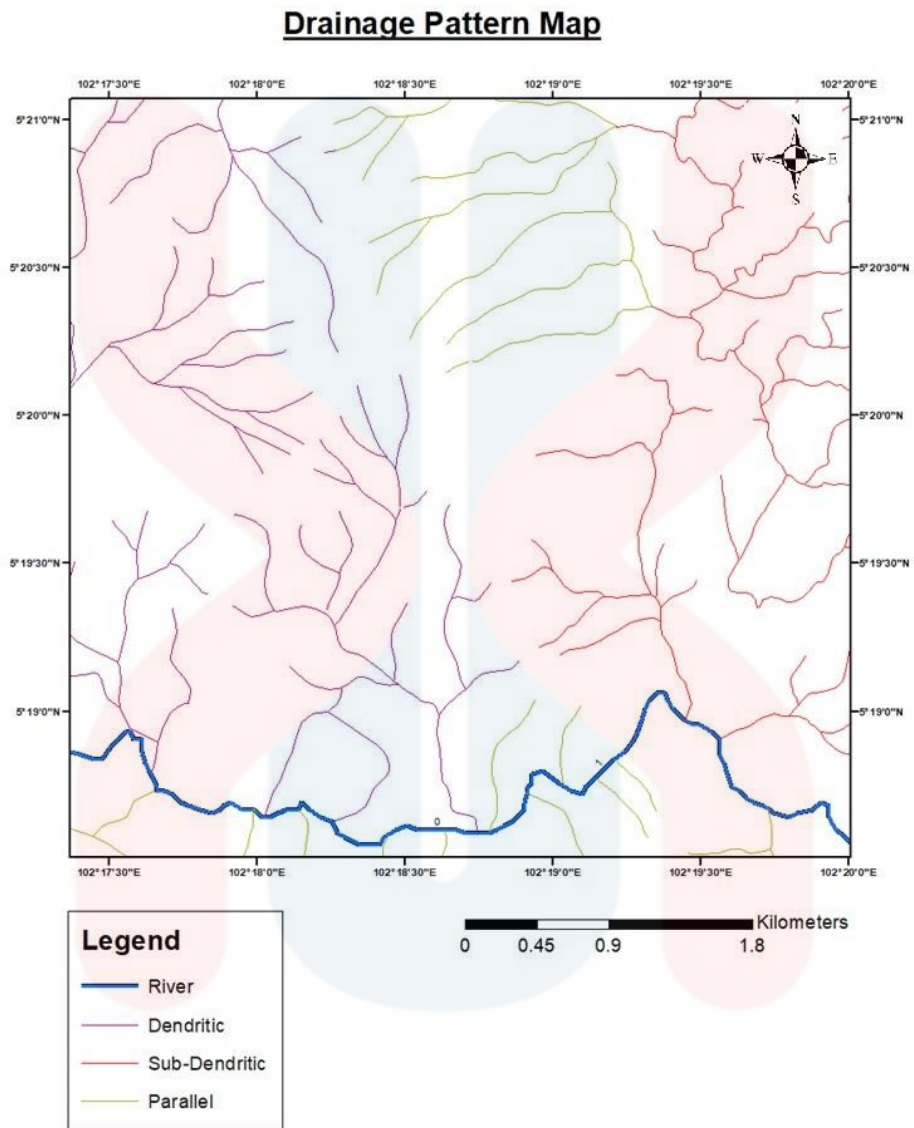 Drainage Pattern Map
102°17'30"E 102°18'0"E 102°18'30"E 102°19'0"E 102°19'30"E 102°20'0"E
5°21'0"N 5°21'0"N
N
W E
S
5°20'30"N 5°20'30"N
5°20'0"N 5°20'0"N
5°19'30"N 5°19'30"N
5°19'0"N 5°19'0"N
1
0
102°17'30"E 102°18'0"E 102°18'30"E 102°19'0"E 102°19'30"E 102°20'0"E
Kilometers
0 0.45 0.9 1.8
Legend
River
Dendritic
Sub-Dendritic
Parallel